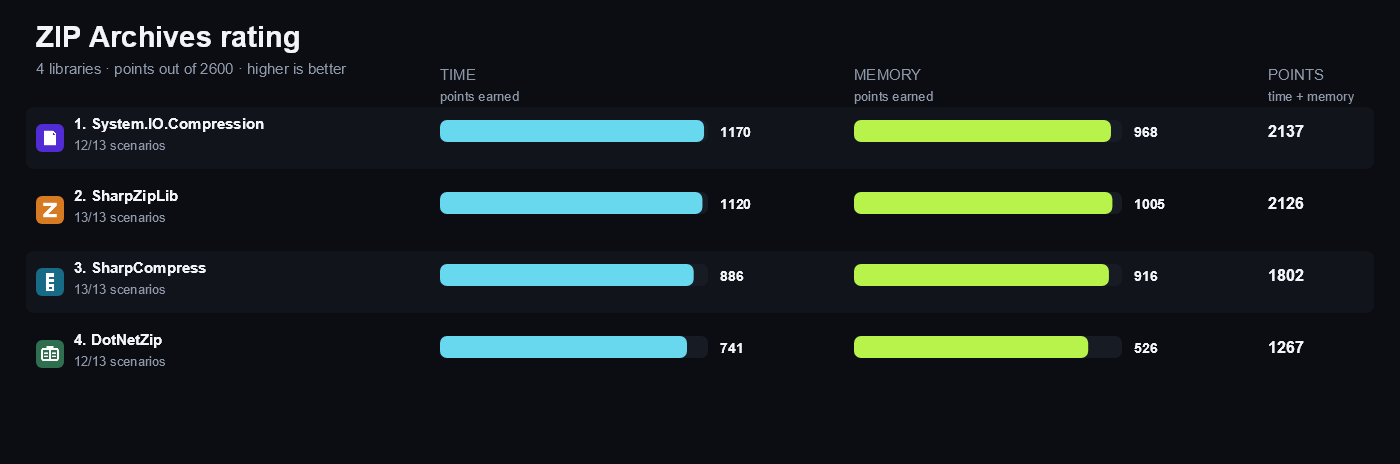 ZIP Archives rating
4 libraries · points out of 2600 · higher is better
TIME
points earned
MEMORY
points earned
POINTS
time + memory
1. System.IO.Compression
12/13 scenarios
1170
968
2137
2. SharpZipLib
13/13 scenarios
1120
1005
2126
3. SharpCompress
13/13 scenarios
886
916
1802
4. DotNetZip
12/13 scenarios
741
526
1267